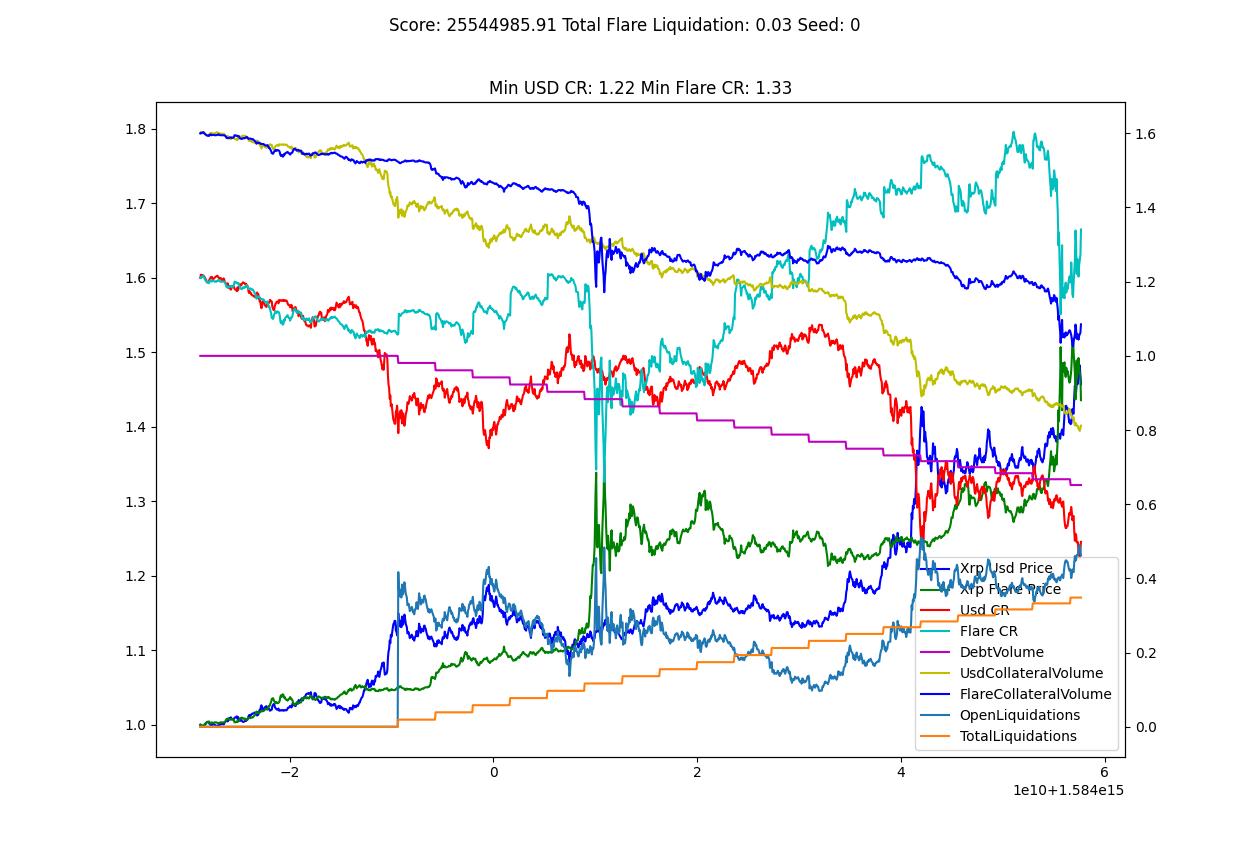 Score: 25544985.91 Total Flare Liquidation: 0.03 Seed: 0
Min USD CR: 1.22 Min Flare CR: 1.33
1.8
1.7
1.6
1.5
1.4
1.3
1.2
1.1
1.0
1.6
1.4
1.2
1.0
0.8
0.6
0.4
0.2
0.0
Xrp Usd Price
Xrp Flare Price
Usd CR
Flare CR
DebtVolume
UsdCollateralVolume
FlareCollateralVolume
OpenLiquidations
TotalLiquidations
−2 0 2 4 6
1e10+1.584e15